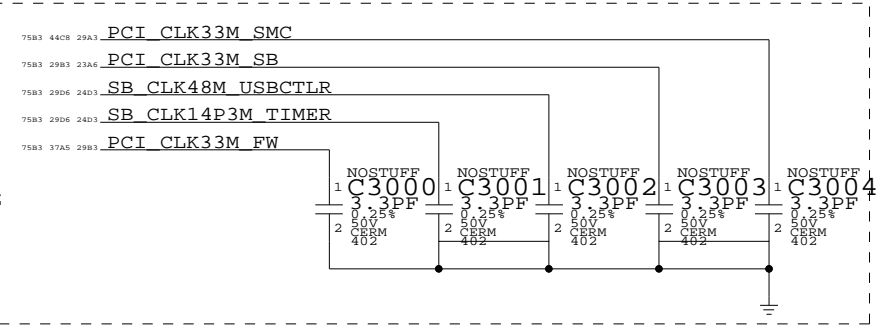 75B3 44C8 29A3 PCI_CLK33M_SMC
75B3 29B3 23A6 PCI_CLK33M_SB
75B3 29D6 24D3 SB_CLK48M_USBCTLR
75B3 29D6 24D3 SB_CLK14P3M_TIMER
75B3 37A5 29B3 PCI_CLK33M_FW
NOSTUFF
1 C3000
3.3PF
0.25%
50V
2 CERM
402
NOSTUFF
1 C3001
3.3PF
0.25%
50V
2 CERM
402
NOSTUFF
1 C3002
3.3PF
0.25%
50V
2 CERM
402
NOSTUFF
1 C3003
3.3PF
0.25%
50V
2 CERM
402
NOSTUFF
1 C3004
3.3PF
0.25%
50V
2 CERM
402